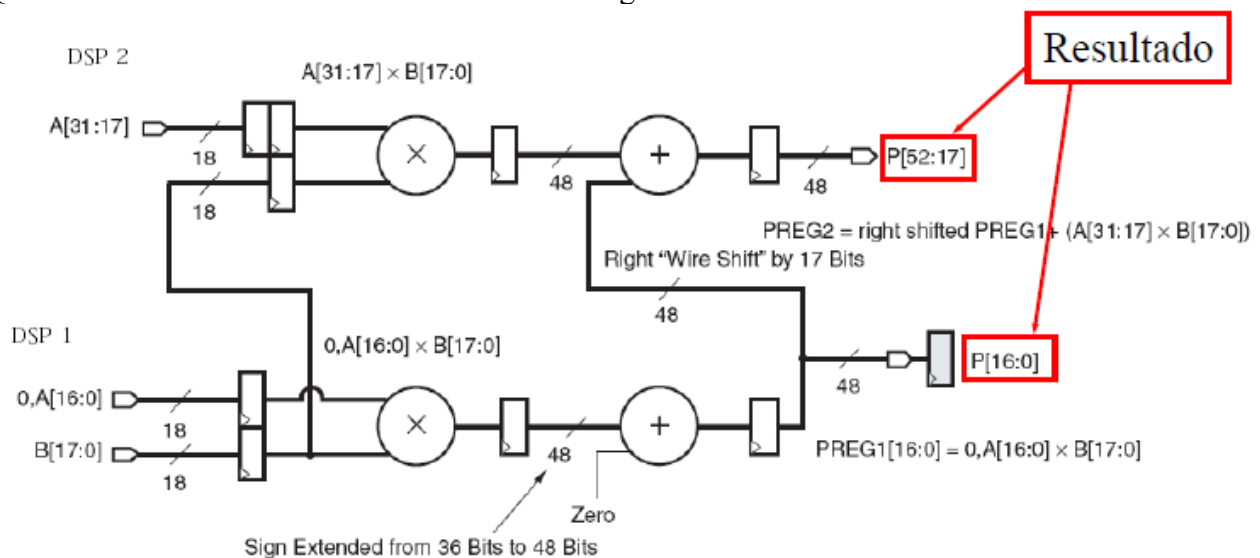 Resultado
DSP 2
A[31:17] × B[17:0]
A[31:17]
18
18
48
48
P[52:17]
PREG2 = right shifted PREG1+ (A[31:17] × B[17:0])
Right “Wire Shift” by 17 Bits
48
DSP 1
0,A[16:0] × B[17:0]
48
P[16:0]
0,A[16:0]
18
B[17:0]
18
48
PREG1[16:0] = 0,A[16:0] × B[17:0]
Zero
Sign Extended from 36 Bits to 48 Bits